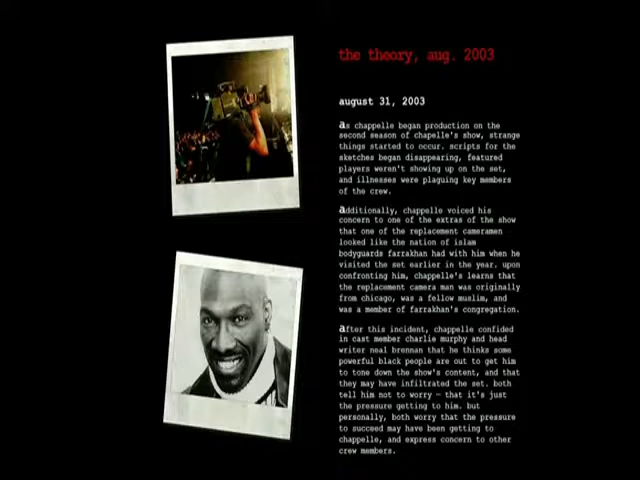 the theory, aug. 2003
august 31, 2003
as chappelle began production on the
second season of chapelle's show, strange
things started to occur. scripts for the
sketches began disappearing, featured
players weren't showing up on the set,
and illnesses were plaguing key members
of the crew.
additionally, chappelle voiced his
concern to one of the extras of the show
that one of the replacement cameramen
looked like the nation of islam
bodyguards farrakhan had with him when he
visited the set earlier in the year. upon
confronting him, chappelle's learns that
the replacement camera man was originally
from chicago, was a fellow muslim, and
was a member of farrakhan's congregation.
after this incident, chappelle confided
in cast member charlie murphy and head
writer neal brennan that he thinks some
powerful black people are out to get him
to tone down the show's content, and that
they may have infiltrated the set. both
tell him not to worry – that it's just
the pressure getting to him. but
personally, both worry that the pressure
to succeed may have been getting to
chappelle, and express concern to other
crew members.